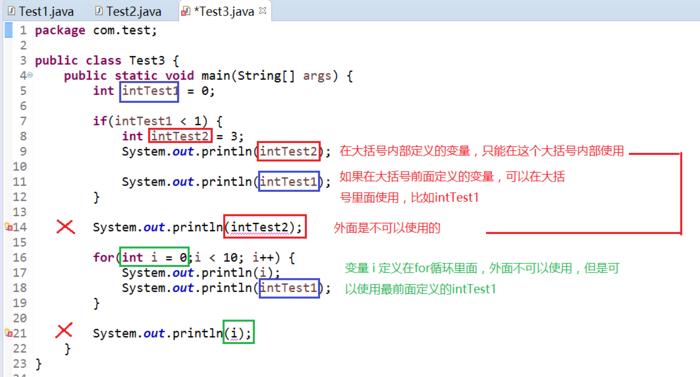 Test1.java Test2.java *Test3.java
1 package com.test;
2
3 public class Test3 {
4 public static void main(String[] args) {
5 int intTest1 = 0;
6
7 if(intTest1 < 1) {
8 int intTest2 = 3;
9 System.out.println(intTest2); 在大括号内部定义的变量，只能在这个大括号内部使用
10 如果在大括号前面定义的变量，可以在大括
11 System.out.println(intTest1); 号里面使用，比如intTest1
12 }
13
14 System.out.println(intTest2); 外面是不可以使用的
15
16 for(int i = 0;i < 10; i++) {
17 System.out.println(i); 变量 i 定义在for循环里面，外面不可以使用，但是可
18 System.out.println(intTest1); 以使用最前面定义的intTest1
19 }
20
21 System.out.println(i);
22 }
23 }
24